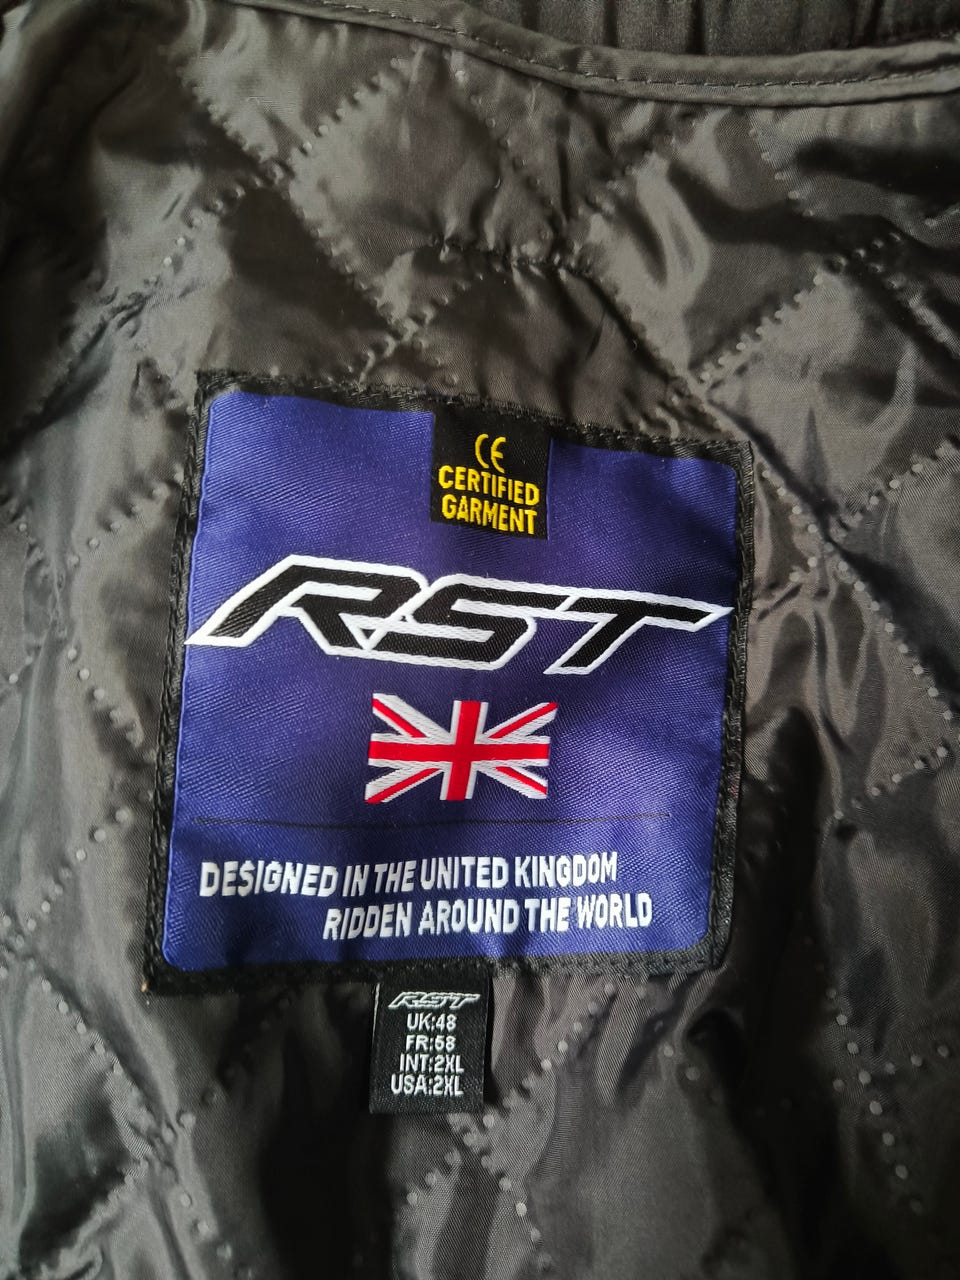 CE
CERTIFIED
GARMENT
RST
DESIGNED IN THE UNITED KINGDOM
RIDDEN AROUND THE WORLD
RST
UK:48
FR:58
INT:2XL
USA:2XL